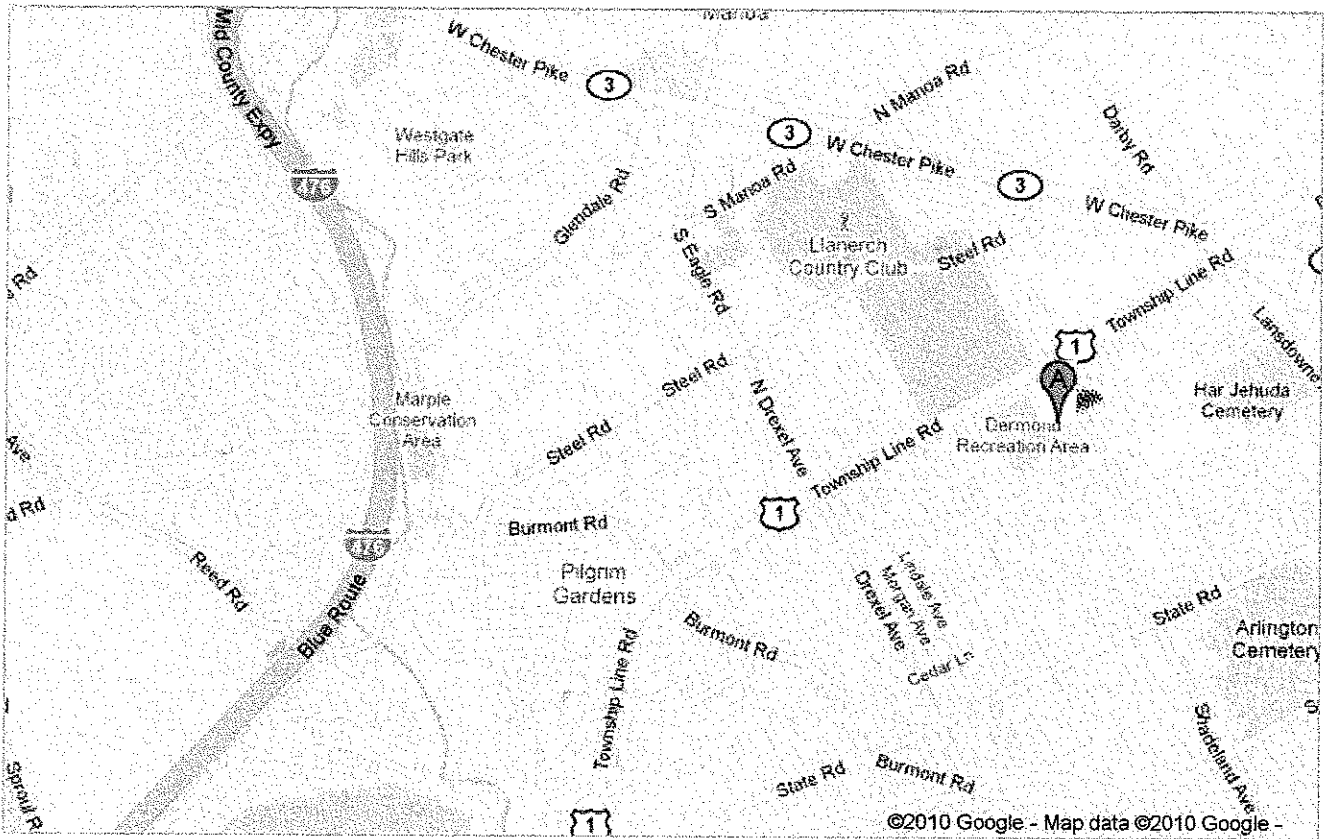 Manoa
Mid County Expy
W Chester Pike
3
N Manoa Rd
Darby Rd
Westgate
Hills Park
3
W Chester Pike
476
Glendale Rd
S Manoa Rd
3
W Chester Pike
Llanerch
Country Club
Steel Rd
S Eagle Rd
Township Line Rd
Rd
1
Lansdowne
A
Steel Rd
N Drexel Ave
Har Jehuda
Cemetery
Marple
Conservation
Area
Dermond
Recreation Area
Steel Rd
Township Line Rd
Ave
1
d Rd
Burmont Rd
476
Reed Rd
Pilgrim
Gardens
Lindale Ave
Morgan Ave
Drexel Ave
State Rd
Blue Route
Burmont Rd
Arlington
Cemetery
Cedar Ln
Township Line Rd
Shadeland Ave
S
Sproul R
State Rd
Burmont Rd
1
©2010 Google - Map data ©2010 Google -